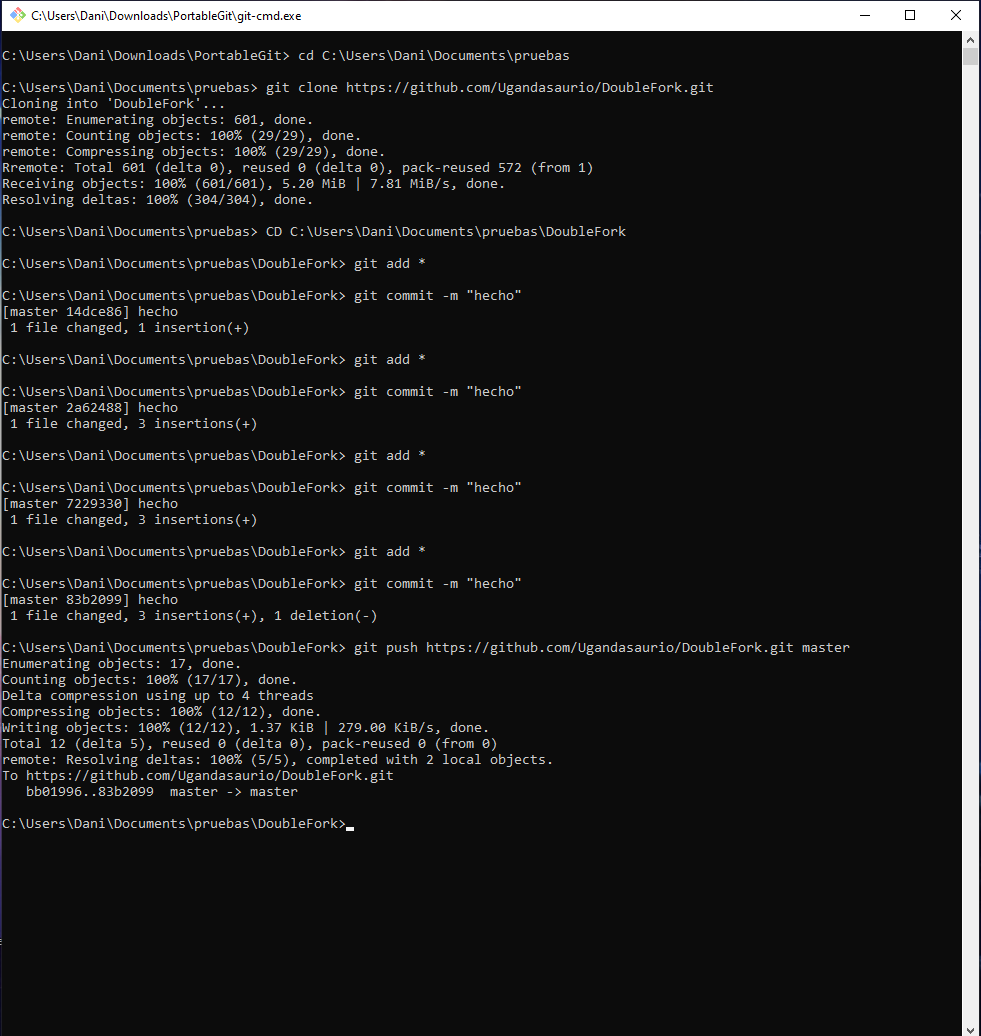 C:\Users\Dani\Downloads\PortableGit\git-cmd.exe
C:\Users\Dani\Downloads\PortableGit> cd C:\Users\Dani\Documents\pruebas
C:\Users\Dani\Documents\pruebas> git clone https://github.com/Ugandasaurio/DoubleFork.git
Cloning into 'DoubleFork'...
remote: Enumerating objects: 601, done.
remote: Counting objects: 100% (29/29), done.
remote: Compressing objects: 100% (29/29), done.
Rremote: Total 601 (delta 0), reused 0 (delta 0), pack-reused 572 (from 1)
Receiving objects: 100% (601/601), 5.20 MiB | 7.81 MiB/s, done.
Resolving deltas: 100% (304/304), done.
C:\Users\Dani\Documents\pruebas> CD C:\Users\Dani\Documents\pruebas\DoubleFork
C:\Users\Dani\Documents\pruebas\DoubleFork> git add *
C:\Users\Dani\Documents\pruebas\DoubleFork> git commit -m "hecho"
[master 14dce86] hecho
 1 file changed, 1 insertion(+)
C:\Users\Dani\Documents\pruebas\DoubleFork> git add *
C:\Users\Dani\Documents\pruebas\DoubleFork> git commit -m "hecho"
[master 2a62488] hecho
 1 file changed, 3 insertions(+)
C:\Users\Dani\Documents\pruebas\DoubleFork> git add *
C:\Users\Dani\Documents\pruebas\DoubleFork> git commit -m "hecho"
[master 7229330] hecho
 1 file changed, 3 insertions(+)
C:\Users\Dani\Documents\pruebas\DoubleFork> git add *
C:\Users\Dani\Documents\pruebas\DoubleFork> git commit -m "hecho"
[master 83b2099] hecho
 1 file changed, 3 insertions(+), 1 deletion(-)
C:\Users\Dani\Documents\pruebas\DoubleFork> git push https://github.com/Ugandasaurio/DoubleFork.git master
Enumerating objects: 17, done.
Counting objects: 100% (17/17), done.
Delta compression using up to 4 threads
Compressing objects: 100% (12/12), done.
Writing objects: 100% (12/12), 1.37 KiB | 279.00 KiB/s, done.
Total 12 (delta 5), reused 0 (delta 0), pack-reused 0 (from 0)
remote: Resolving deltas: 100% (5/5), completed with 2 local objects.
To https://github.com/Ugandasaurio/DoubleFork.git
   bb01996..83b2099  master -> master
C:\Users\Dani\Documents\pruebas\DoubleFork>